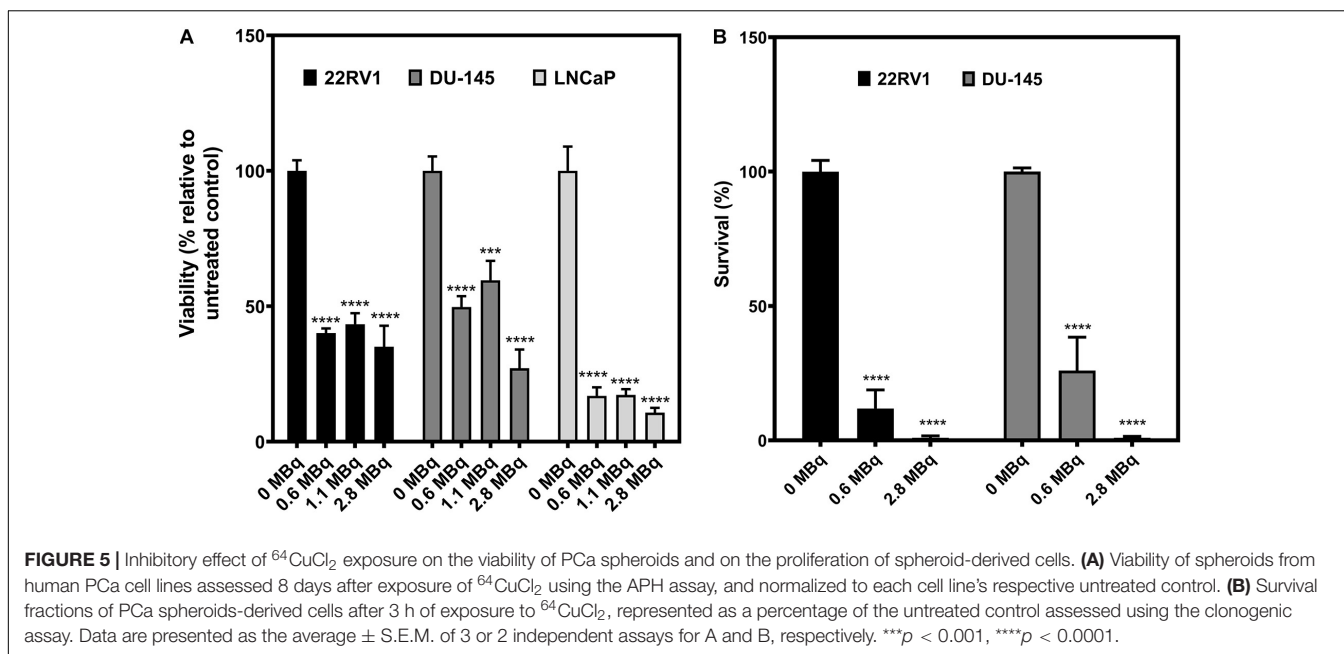 A
150
100
50
0
Viability (% relative to
untreated control)
22RV1 DU-145 LNCaP
**** **** ****
**** *** ****
**** **** ****
0 MBq 0.6 MBq 1.1 MBq 2.8 MBq 0 MBq 0.6 MBq 1.1 MBq 2.8 MBq 0 MBq 0.6 MBq 1.1 MBq 2.8 MBq
B
150
100
50
0
Survival (%)
22RV1 DU-145
**** ****
**** ****
0 MBq 0.6 MBq 2.8 MBq 0 MBq 0.6 MBq 2.8 MBq
FIGURE 5 | Inhibitory effect of ⁶⁴CuCl₂ exposure on the viability of PCa spheroids and on the proliferation of spheroid-derived cells. (A) Viability of spheroids from
human PCa cell lines assessed 8 days after exposure of ⁶⁴CuCl₂ using the APH assay, and normalized to each cell line's respective untreated control. (B) Survival
fractions of PCa spheroids-derived cells after 3 h of exposure to ⁶⁴CuCl₂, represented as a percentage of the untreated control assessed using the clonogenic
assay. Data are presented as the average ± S.E.M. of 3 or 2 independent assays for A and B, respectively. ***p < 0.001, ****p < 0.0001.